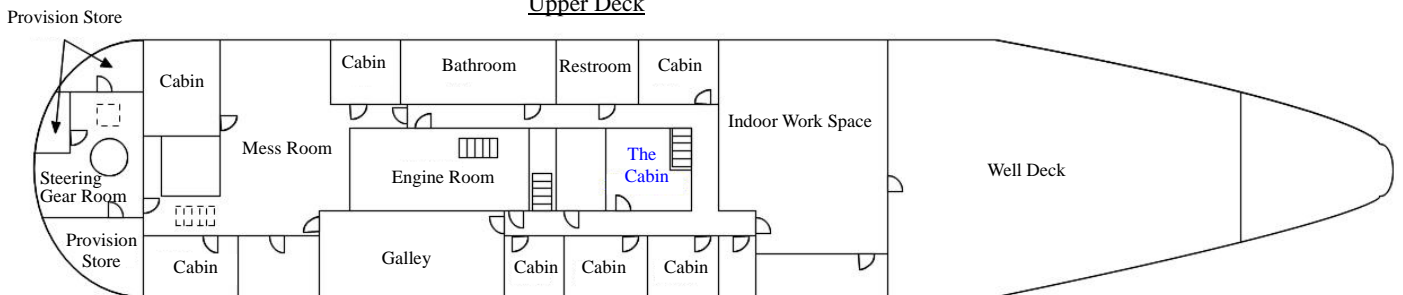 Upper Deck
Provision Store
Cabin
Cabin
Bathroom
Restroom
Cabin
Indoor Work Space
Mess Room
The
Cabin
Engine Room
Well Deck
Steering
Gear Room
Provision
Store
Cabin
Galley
Cabin
Cabin
Cabin